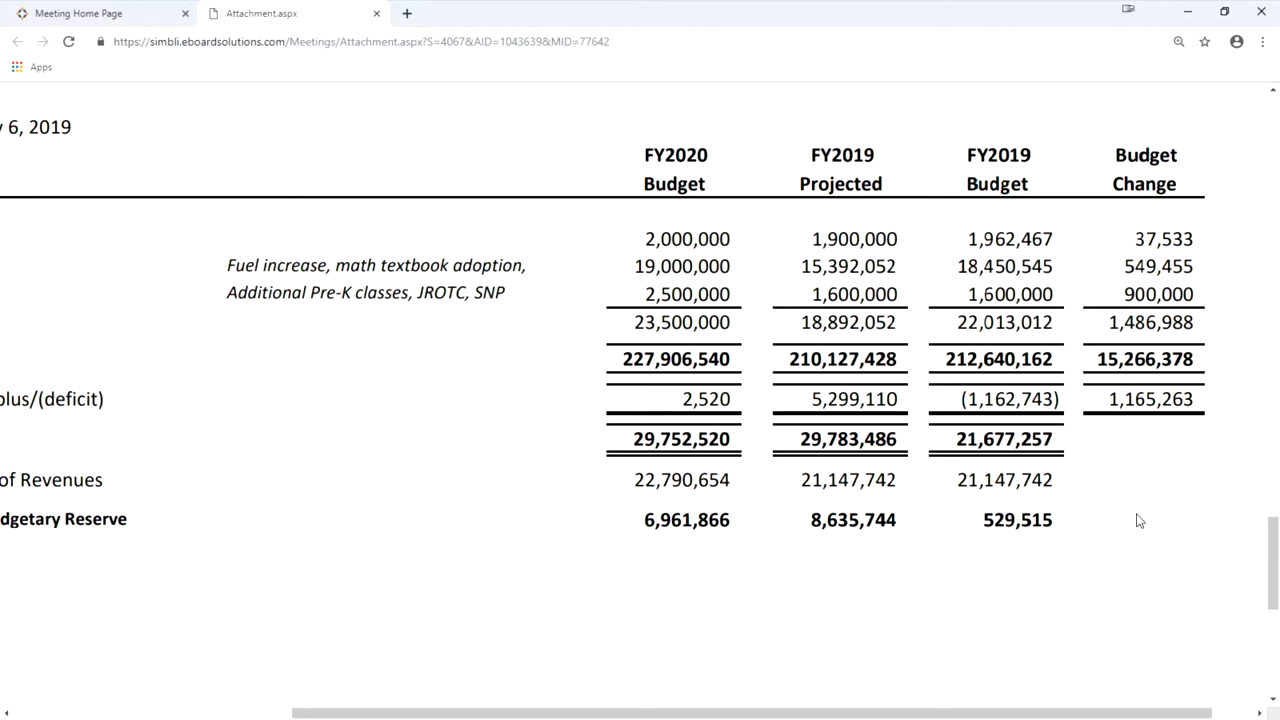 Meeting Home Page
Attachment.aspx
https://simbli.eboardsolutions.com/Meetings/Attachment.aspx?S=4067&AID=1043639&MID=77642
Apps
6, 2019
FY2020 FY2019 FY2019 Budget
Budget Projected Budget Change
2,000,000 1,900,000 1,962,467 37,533
Fuel increase, math textbook adoption, 19,000,000 15,392,052 18,450,545 549,455
Additional Pre-K classes, JROTC, SNP 2,500,000 1,600,000 1,600,000 900,000
23,500,000 18,892,052 22,013,012 1,486,988
227,906,540 210,127,428 212,640,162 15,266,378
plus/(deficit) 2,520 5,299,110 (1,162,743) 1,165,263
29,752,520 29,783,486 21,677,257
of Revenues 22,790,654 21,147,742 21,147,742
dgetary Reserve 6,961,866 8,635,744 529,515